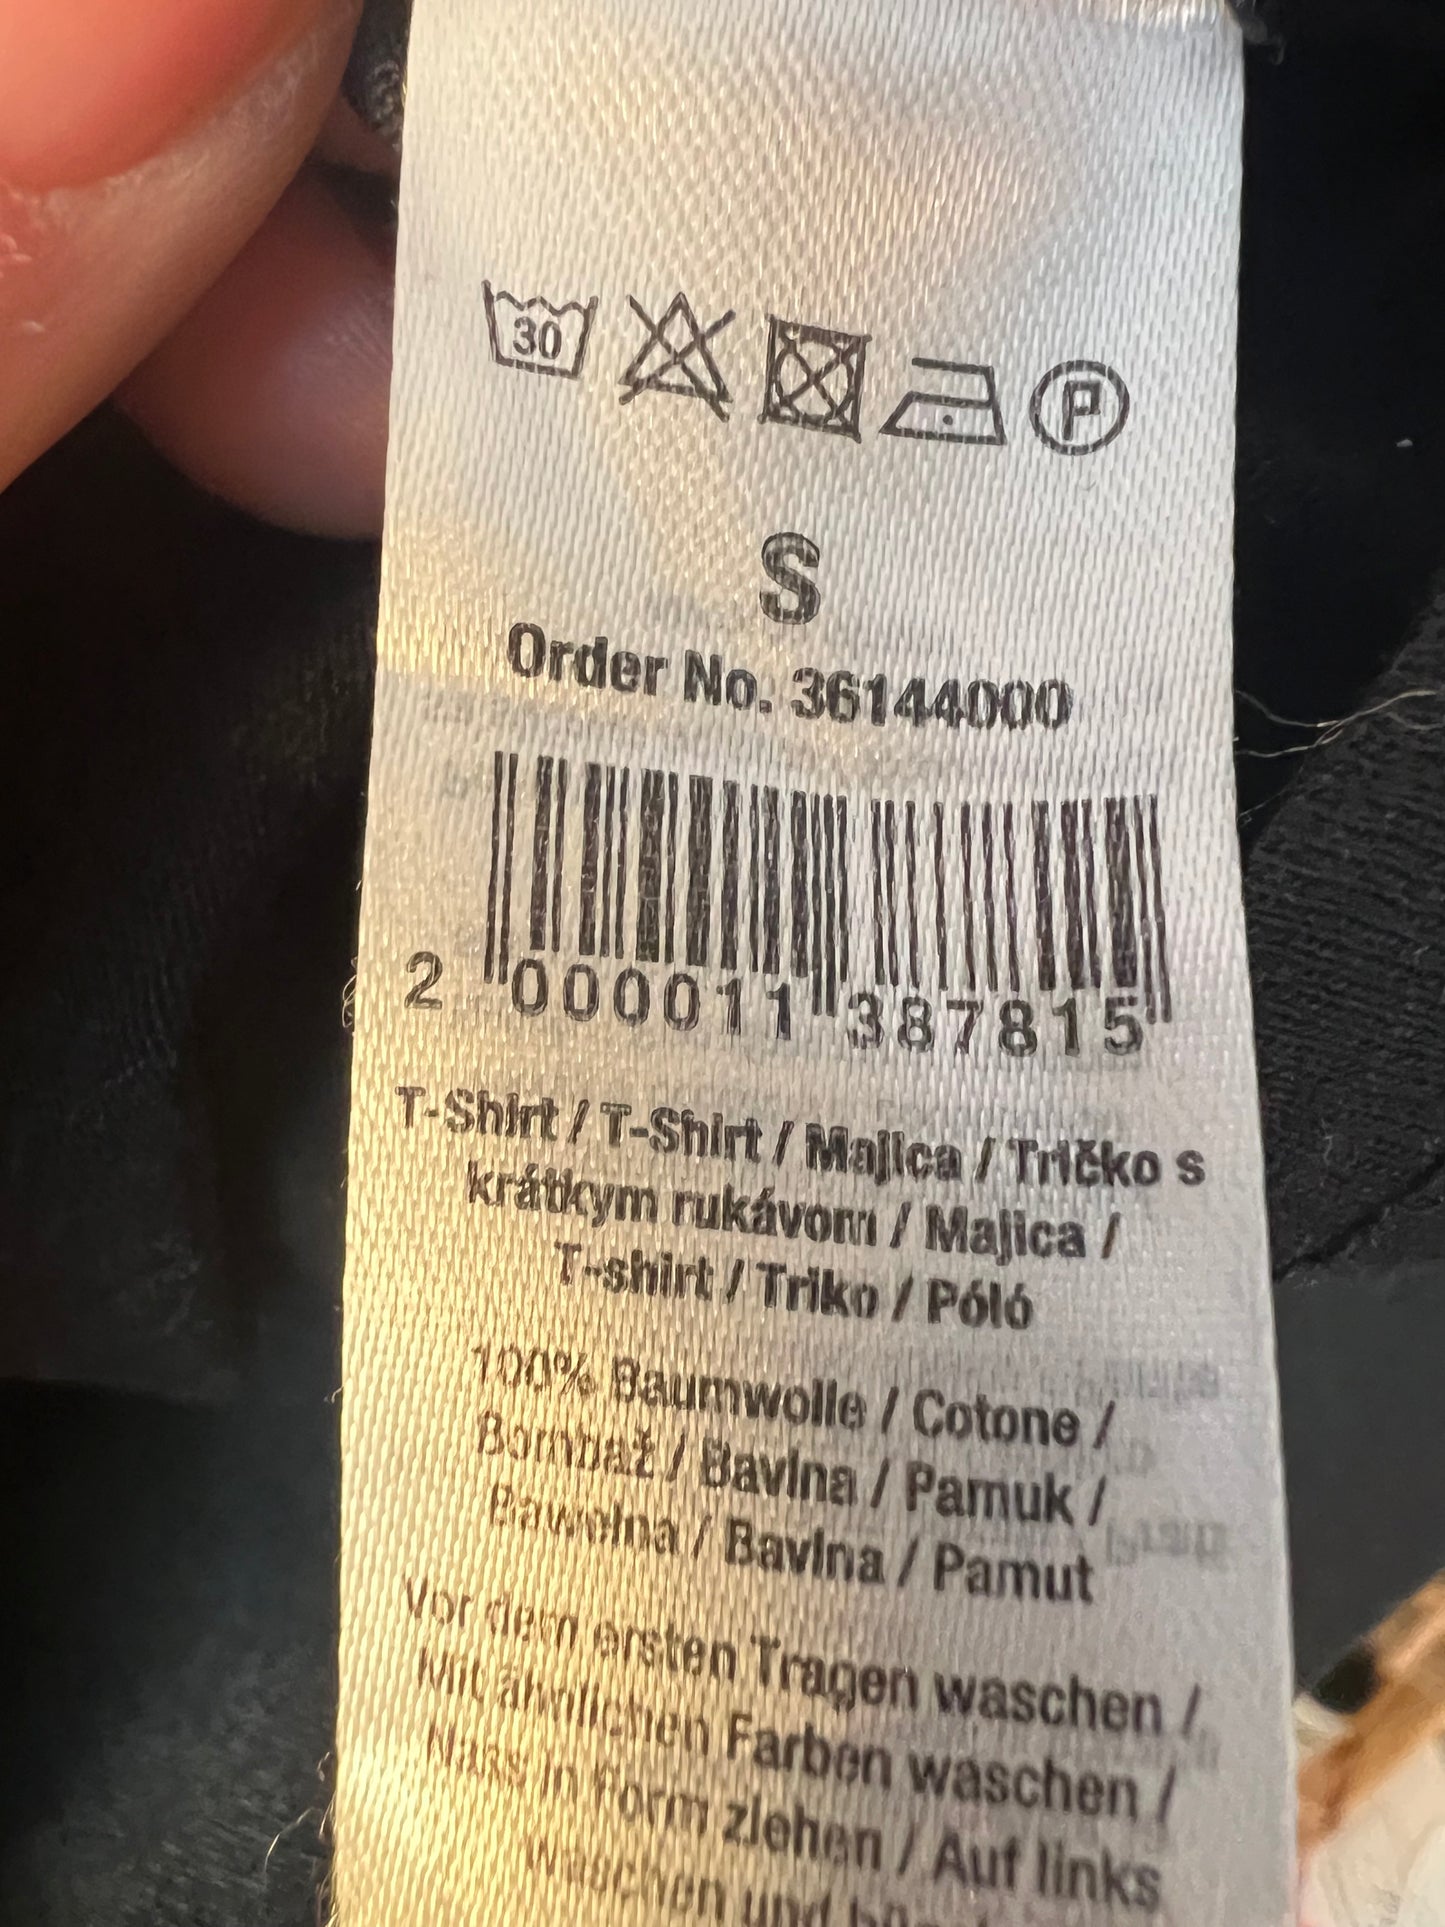 30
P
S
Order No. 36144000
2 000011 387815
T-Shirt / T-Shirt / Majica / Tričko s
krátkym rukávom / Majica /
T-shirt / Triko / Póló
100% Baumwolle / Cotone /
Bombaž / Bavlna / Pamuk /
Bawełna / Bavlna / Pamut
Vor dem ersten Tragen waschen /
Mit ähnlichen Farben waschen /
Nass in Form ziehen / Auf links
waschen und